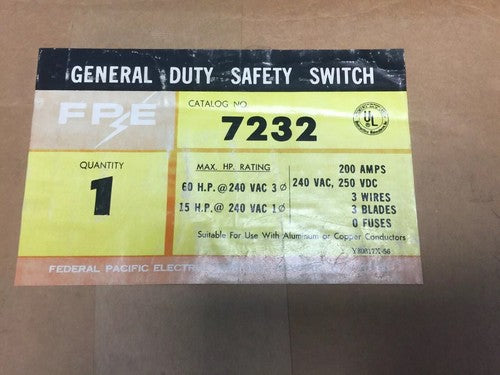 GENERAL DUTY SAFETY SWITCH
FPE
CATALOG NO.
7232
UL
QUANTITY
1
MAX. HP. RATING
60 H.P. @ 240 VAC 3Ø
15 H.P. @ 240 VAC 1Ø
200 AMPS
240 VAC, 250 VDC
3 WIRES
3 BLADES
0 FUSES
Suitable For Use With Aluminum or Copper Conductors
FEDERAL PACIFIC ELECTRIC